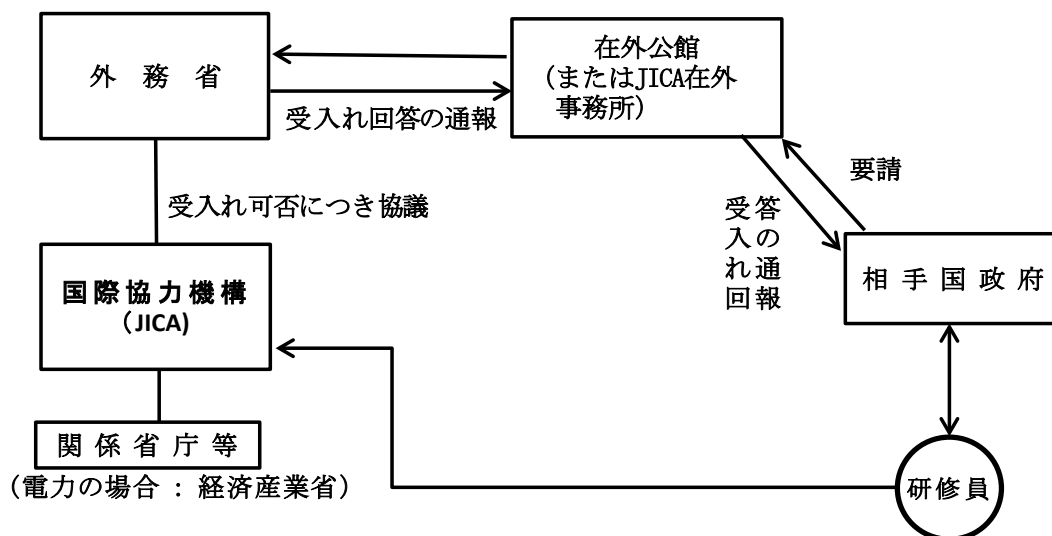 外務省
在外公館
(またはJICA在外
事務所)
受入れ回答の通報
要請
受入れ可否につき協議
受入れ回
答の通報
相手国政府
国際協力機構
(JICA)
関係省庁等
(電力の場合:経済産業省)
研修員